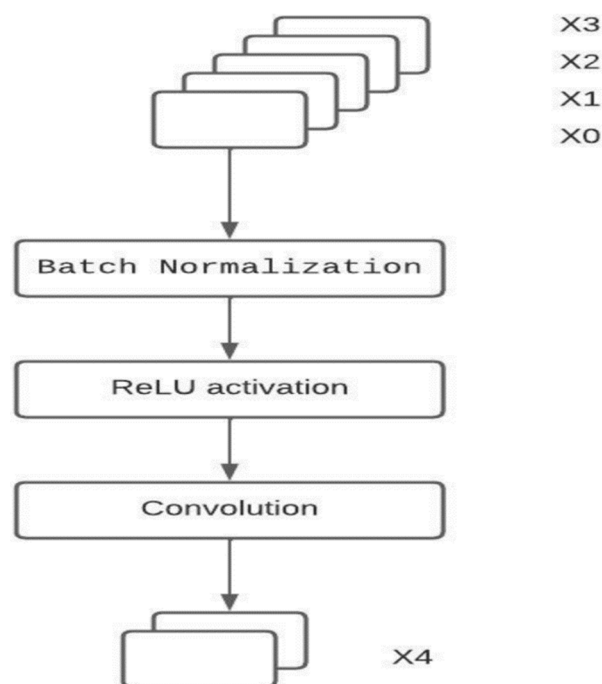 X3
X2
X1
X0
Batch Normalization
ReLU activation
Convolution
X4